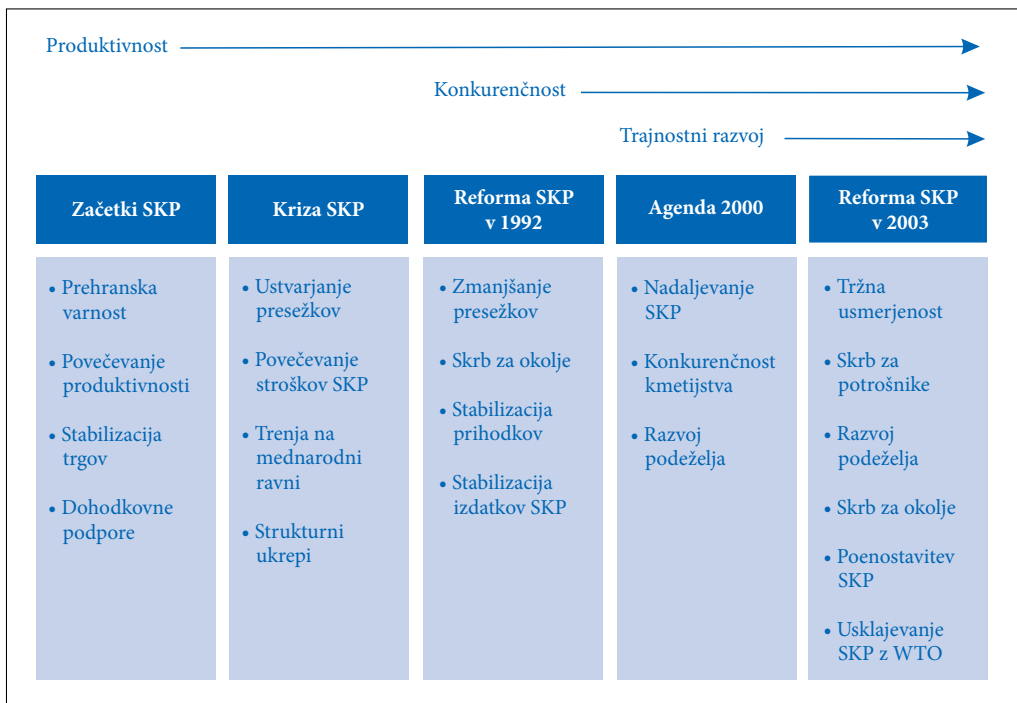 Produktivnost
Konkurenčnost
Trajnostni razvoj
Začetki SKP
• Prehranska
varnost
• Povečevanje
produktivnosti
• Stabilizacija
trgov
• Dohodkovne
podpore
Kriza SKP
• Ustvarjanje
presežkov
• Povečevanje
stroškov SKP
• Trenja na
mednarodni
ravni
• Strukturni
ukrepi
Reforma SKP
v 1992
• Zmanjšanje
presežkov
• Skrb za okolje
• Stabilizacija
prihodkov
• Stabilizacija
izdatkov SKP
Agenda 2000
• Nadaljevanje
SKP
• Konkurenčnost
kmetijstva
• Razvoj
podeželja
Reforma SKP
v 2003
• Tržna
usmerjenost
• Skrb za
potrošnike
• Razvoj
podeželja
• Skrb za okolje
• Poenostavitev
SKP
• Usklajevanje
SKP z WTO